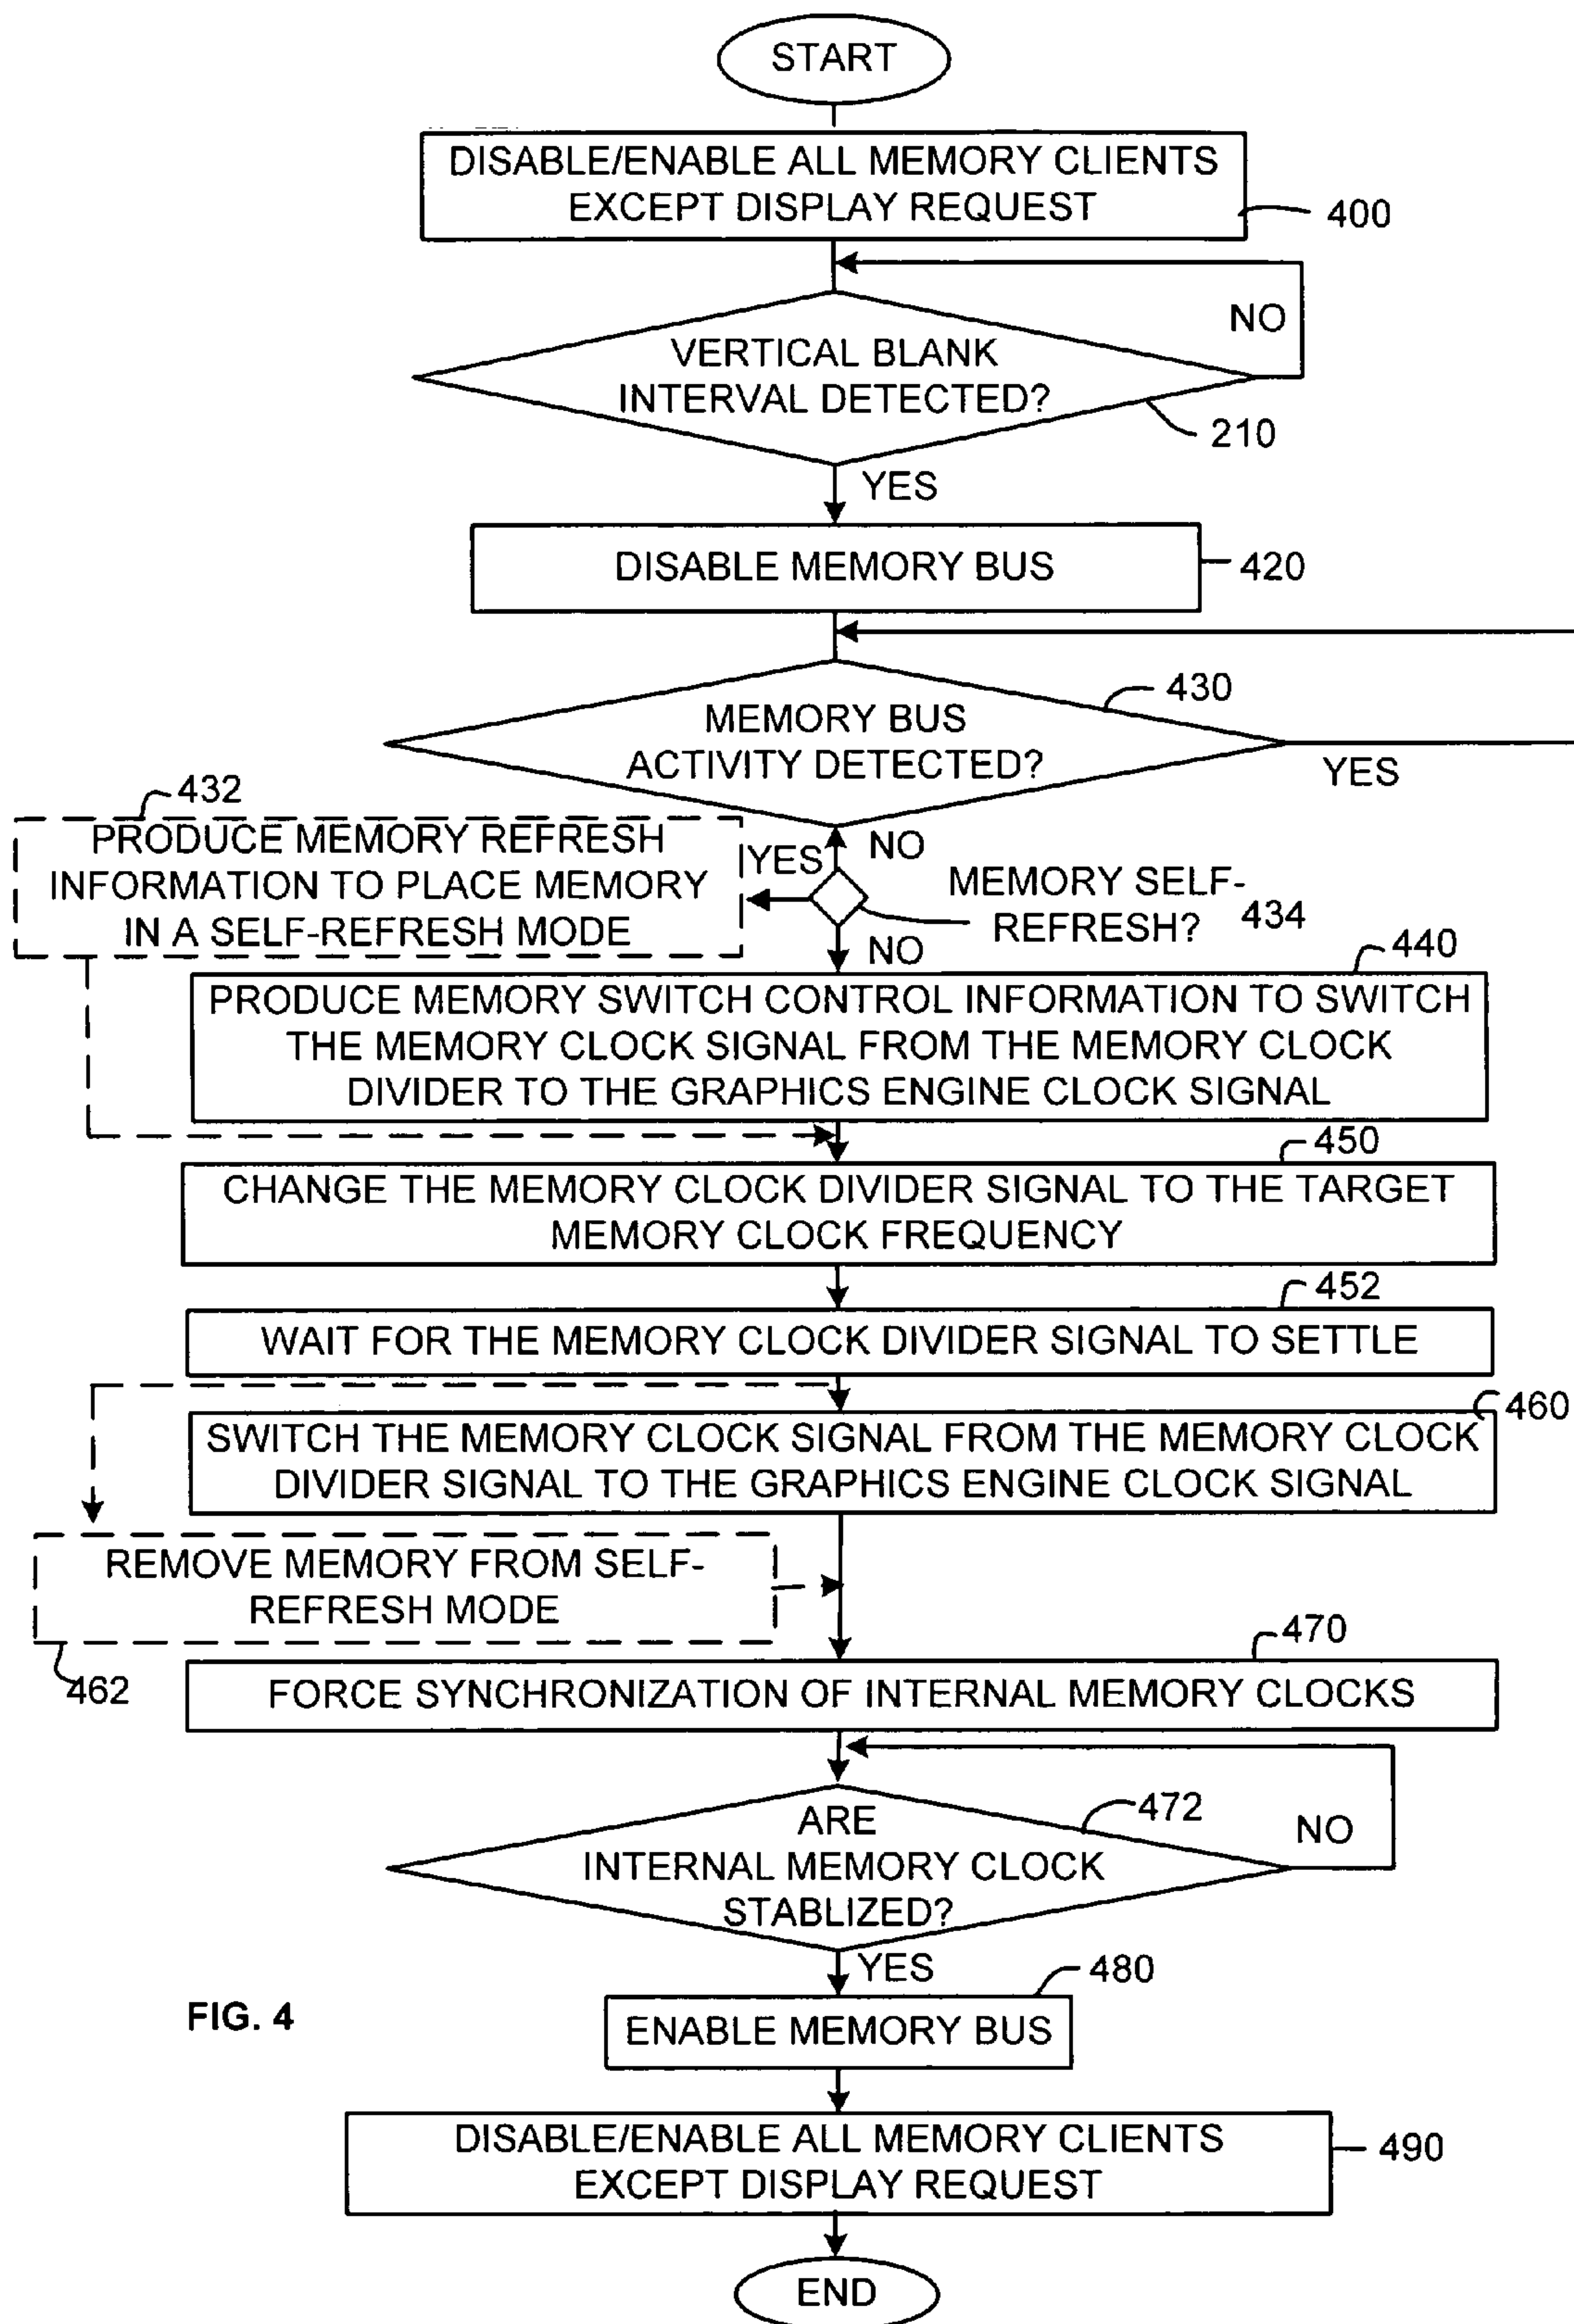 START
DISABLE/ENABLE ALL MEMORY CLIENTS
EXCEPT DISPLAY REQUEST
400
NO
VERTICAL BLANK
INTERVAL DETECTED?
210
YES
DISABLE MEMORY BUS
420
430
MEMORY BUS
ACTIVITY DETECTED?
YES
432
PRODUCE MEMORY REFRESH
INFORMATION TO PLACE MEMORY
IN A SELF-REFRESH MODE
YES
NO
MEMORY SELF-
REFRESH?
434
NO
440
PRODUCE MEMORY SWITCH CONTROL INFORMATION TO SWITCH
THE MEMORY CLOCK SIGNAL FROM THE MEMORY CLOCK
DIVIDER TO THE GRAPHICS ENGINE CLOCK SIGNAL
450
CHANGE THE MEMORY CLOCK DIVIDER SIGNAL TO THE TARGET
MEMORY CLOCK FREQUENCY
452
WAIT FOR THE MEMORY CLOCK DIVIDER SIGNAL TO SETTLE
460
SWITCH THE MEMORY CLOCK SIGNAL FROM THE MEMORY CLOCK
DIVIDER SIGNAL TO THE GRAPHICS ENGINE CLOCK SIGNAL
REMOVE MEMORY FROM SELF-
REFRESH MODE
462
470
FORCE SYNCHRONIZATION OF INTERNAL MEMORY CLOCKS
472
ARE
INTERNAL MEMORY CLOCK
STABLIZED?
NO
YES
480
FIG. 4
ENABLE MEMORY BUS
DISABLE/ENABLE ALL MEMORY CLIENTS
EXCEPT DISPLAY REQUEST
490
END